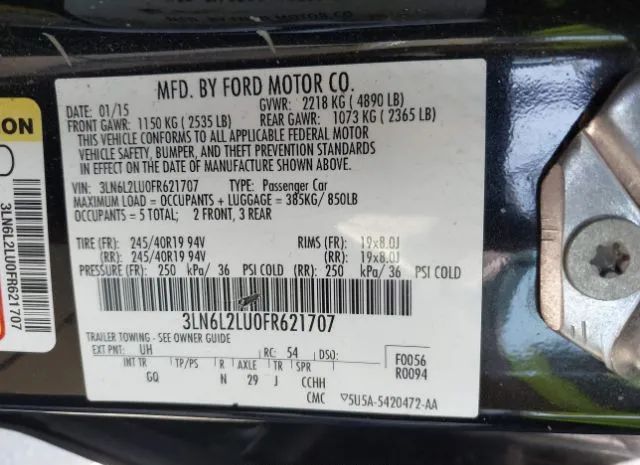 MFD. BY FORD MOTOR CO.
DATE: 01/15 GVWR: 2218 KG ( 4890 LB)
FRONT GAWR: 1150 KG ( 2535 LB) REAR GAWR: 1073 KG ( 2365 LB)
THIS VEHICLE CONFORMS TO ALL APPLICABLE FEDERAL MOTOR
VEHICLE SAFETY, BUMPER, AND THEFT PREVENTION STANDARDS
IN EFFECT ON THE DATE OF MANUFACTURE SHOWN ABOVE.
VIN: 3LN6L2LU0FR621707 TYPE: Passenger Car
MAXIMUM LOAD = OCCUPANTS + LUGGAGE = 385KG/ 850LB
OCCUPANTS = 5 TOTAL; 2 FRONT, 3 REAR
TIRE (FR): 245/40R19 94V RIMS (FR): 19x8.0J
(RR): 245/40R19 94V (RR): 19x8.0J
PRESSURE (FR): 250 kPa/ 36 PSI COLD (RR): 250 kPa/ 36 PSI COLD
3LN6L2LU0FR621707
TRAILER TOWING - SEE OWNER GUIDE
EXT PNT: UH RC: 54 DSO: F0056
INT TR TP/PS R AXLE TR SPR R0094
GQ N 29 J CCHH
CMC 5U5A-5420472-AA
ION
3LN6L2LU0FR621707